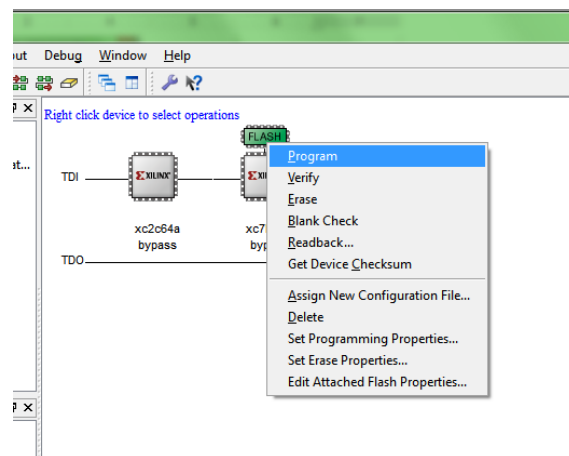 Debug Window Help
Right click device to select operations
FLASH
TDI
XILINX
xc2c64a
bypass
TDO
Program
Verify
Erase
Blank Check
Readback...
Get Device Checksum
Assign New Configuration File...
Delete
Set Programming Properties...
Set Erase Properties...
Edit Attached Flash Properties...